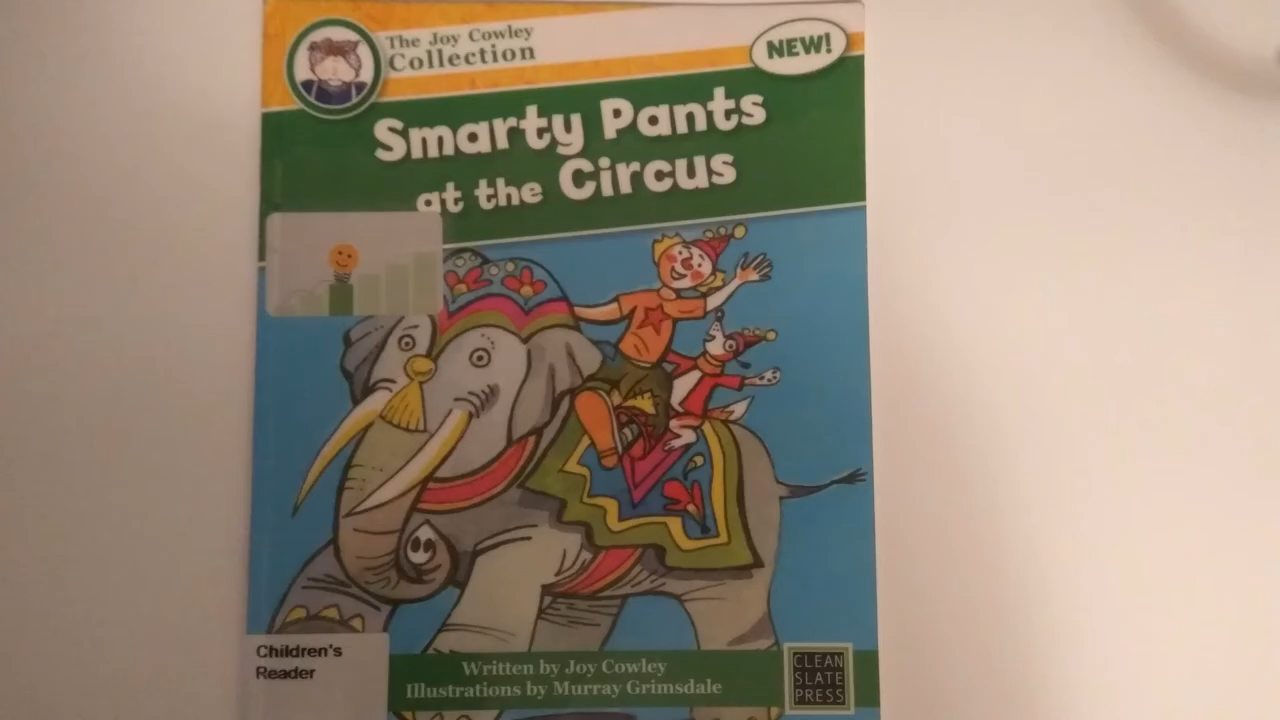 The Joy Cowley
Collection
NEW!
Smarty Pants
at the Circus
Children's
Reader
Written by Joy Cowley
Illustrations by Murray Grimsdale
CLEAN
SLATE
PRESS